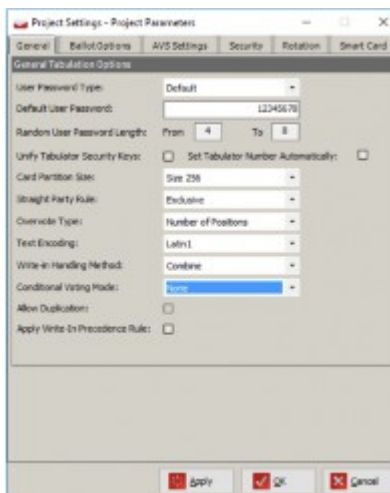 Project Settings - Project Parameters
General Ballot Options AVS Settings Security Rotation Smart Card
General Tabulation Options
User Password Type: Default
Default User Password: 12345678
Random User Password Length: From 4 To 8
Unify Tabulator Security Keys: Set Tabulator Number Automatically:
Card Partition Size: Size 256
Straight Party Rule: Exclusive
Overvote Type: Number of Positions
Text Encoding: Latin1
Write-in Handling Method: Combine
Conditional Voting Mode: None
Allow Duplication:
Apply Write-In Precedence Rule:
Apply OK Cancel